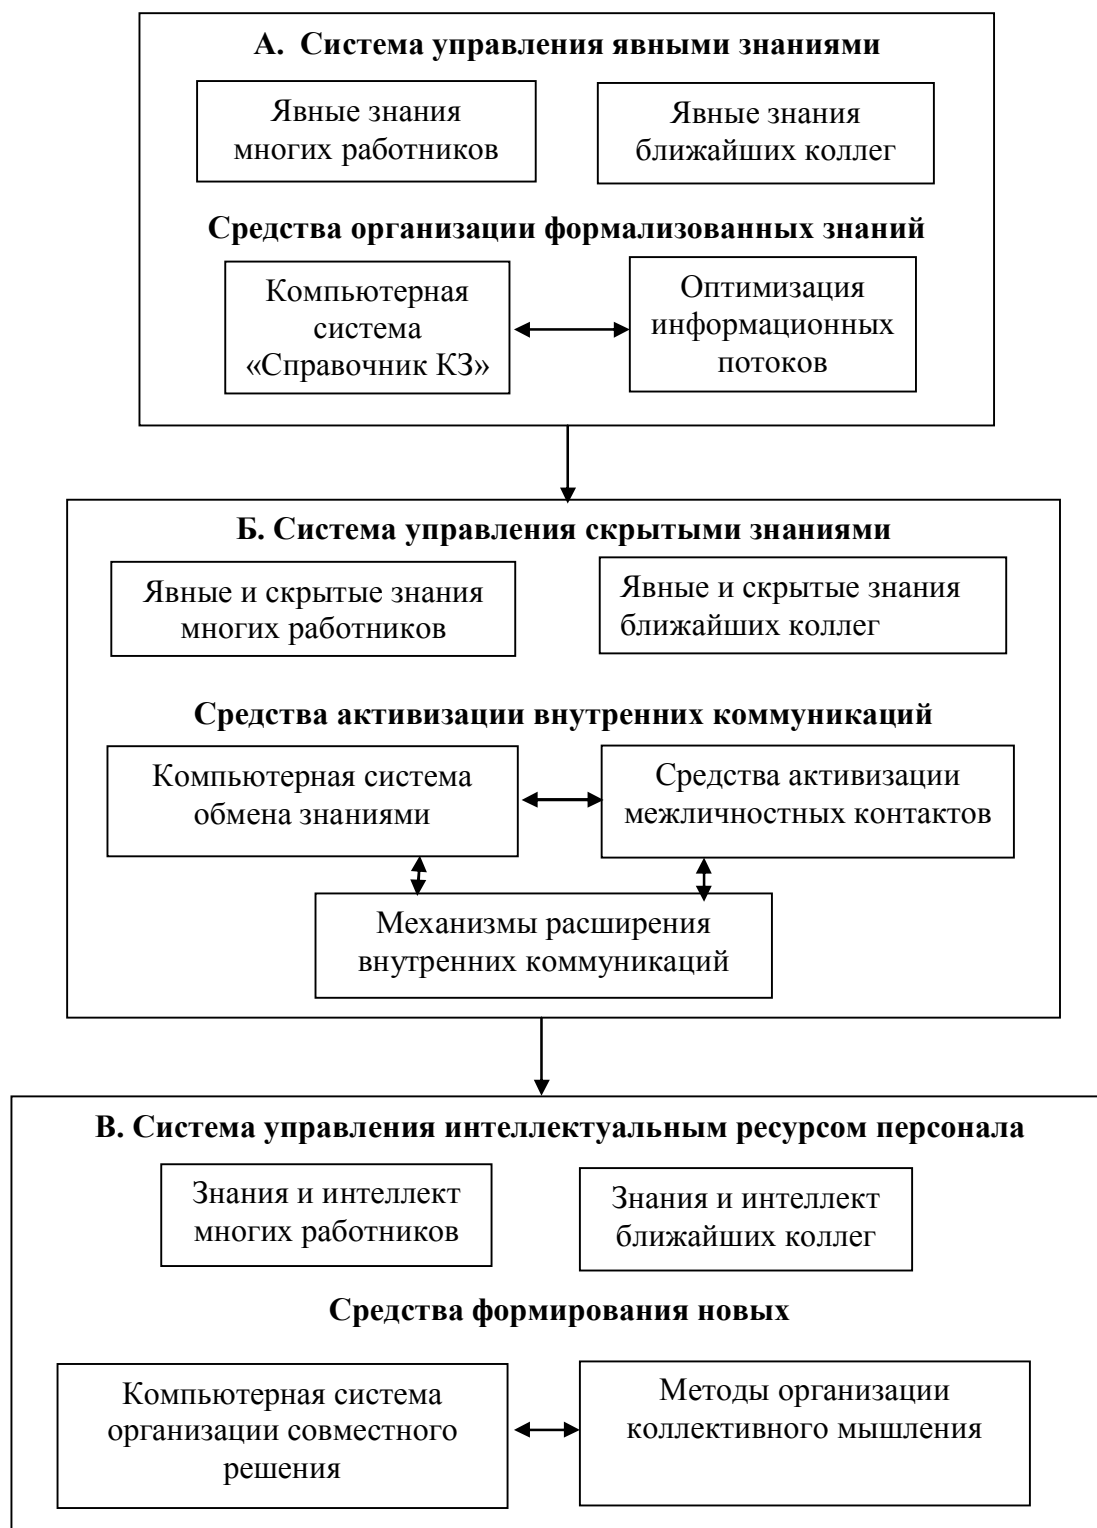 А. Система управления явными знаниями
Явные знания
многих работников
Явные знания
ближайших коллег
Средства организации формализованных знаний
Компьютерная
система
«Справочник КЗ»
Оптимизация
информационных
потоков
Б. Система управления скрытыми знаниями
Явные и скрытые знания
многих работников
Явные и скрытые знания
ближайших коллег
Средства активизации внутренних коммуникаций
Компьютерная система
обмена знаниями
Средства активизации
межличностных контактов
Механизмы расширения
внутренних коммуникаций
В. Система управления интеллектуальным ресурсом персонала
Знания и интеллект
многих работников
Знания и интеллект
ближайших коллег
Средства формирования новых
Компьютерная система
организации совместного
решения
Методы организации
коллективного мышления